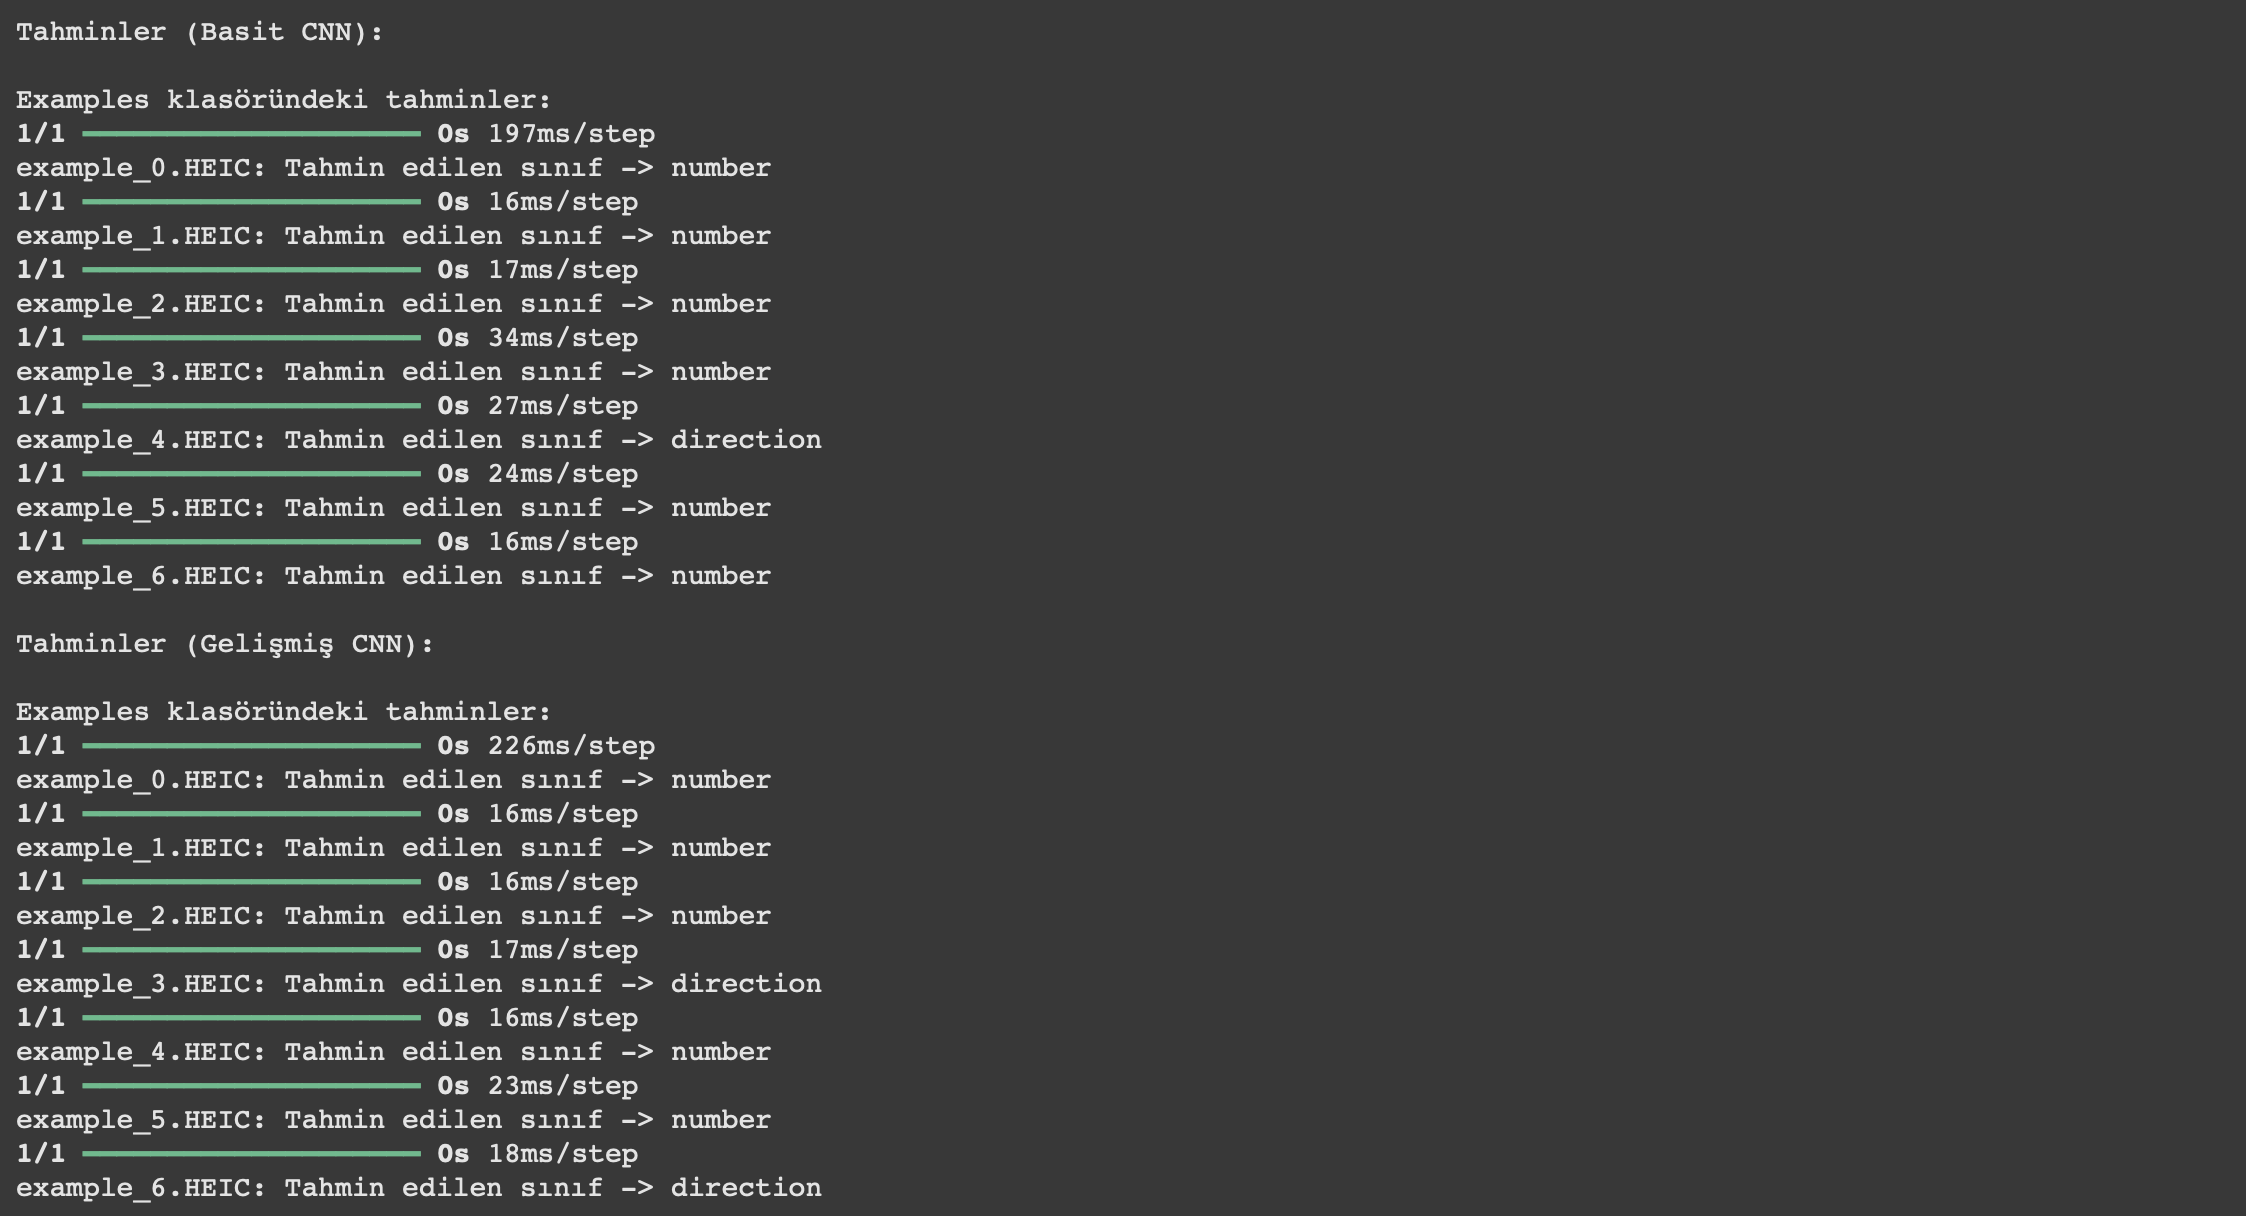 Tahminler (Basit CNN):
Examples klasöründeki tahminler:
1/1 ━━━━━━━━━━━━━━━━━━━━ 0s 197ms/step
example_0.HEIC: Tahmin edilen sınıf -> number
1/1 ━━━━━━━━━━━━━━━━━━━━ 0s 16ms/step
example_1.HEIC: Tahmin edilen sınıf -> number
1/1 ━━━━━━━━━━━━━━━━━━━━ 0s 17ms/step
example_2.HEIC: Tahmin edilen sınıf -> number
1/1 ━━━━━━━━━━━━━━━━━━━━ 0s 34ms/step
example_3.HEIC: Tahmin edilen sınıf -> number
1/1 ━━━━━━━━━━━━━━━━━━━━ 0s 27ms/step
example_4.HEIC: Tahmin edilen sınıf -> direction
1/1 ━━━━━━━━━━━━━━━━━━━━ 0s 24ms/step
example_5.HEIC: Tahmin edilen sınıf -> number
1/1 ━━━━━━━━━━━━━━━━━━━━ 0s 16ms/step
example_6.HEIC: Tahmin edilen sınıf -> number
Tahminler (Gelişmiş CNN):
Examples klasöründeki tahminler:
1/1 ━━━━━━━━━━━━━━━━━━━━ 0s 226ms/step
example_0.HEIC: Tahmin edilen sınıf -> number
1/1 ━━━━━━━━━━━━━━━━━━━━ 0s 16ms/step
example_1.HEIC: Tahmin edilen sınıf -> number
1/1 ━━━━━━━━━━━━━━━━━━━━ 0s 16ms/step
example_2.HEIC: Tahmin edilen sınıf -> number
1/1 ━━━━━━━━━━━━━━━━━━━━ 0s 17ms/step
example_3.HEIC: Tahmin edilen sınıf -> direction
1/1 ━━━━━━━━━━━━━━━━━━━━ 0s 16ms/step
example_4.HEIC: Tahmin edilen sınıf -> number
1/1 ━━━━━━━━━━━━━━━━━━━━ 0s 23ms/step
example_5.HEIC: Tahmin edilen sınıf -> number
1/1 ━━━━━━━━━━━━━━━━━━━━ 0s 18ms/step
example_6.HEIC: Tahmin edilen sınıf -> direction